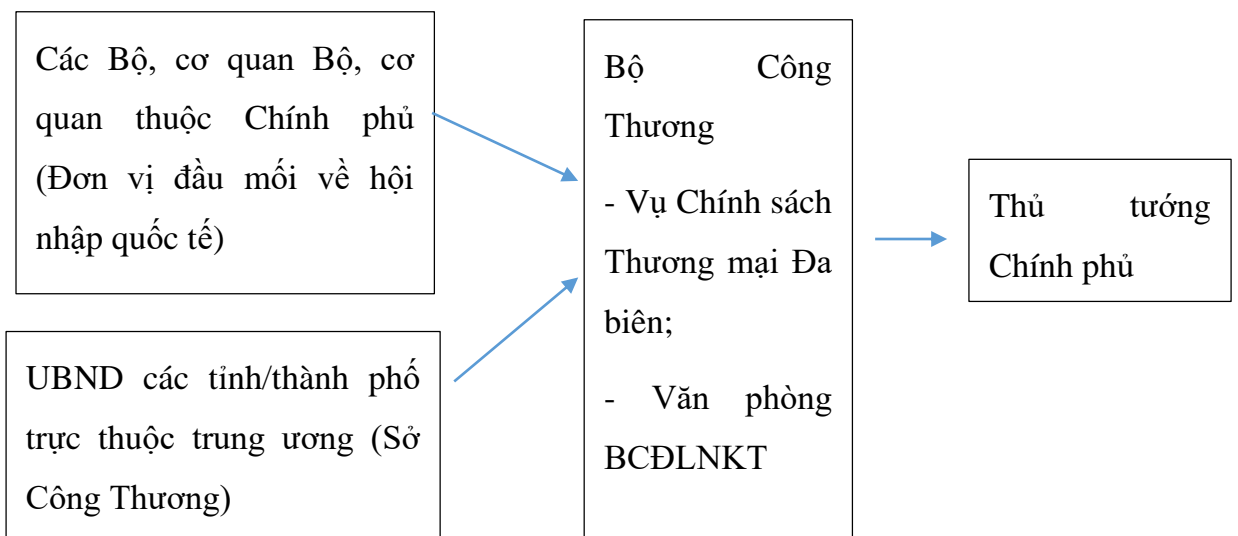 Các Bộ, cơ quan Bộ, cơ
quan thuộc Chính phủ
(Đơn vị đầu mối về hội
nhập quốc tế)
UBND các tỉnh/thành phố
trực thuộc trung ương (Sở
Công Thương)
Bộ Công
Thương
- Vụ Chính sách
Thương mại Đa
biên;
- Văn phòng
BCĐLNKT
Thủ tướng
Chính phủ